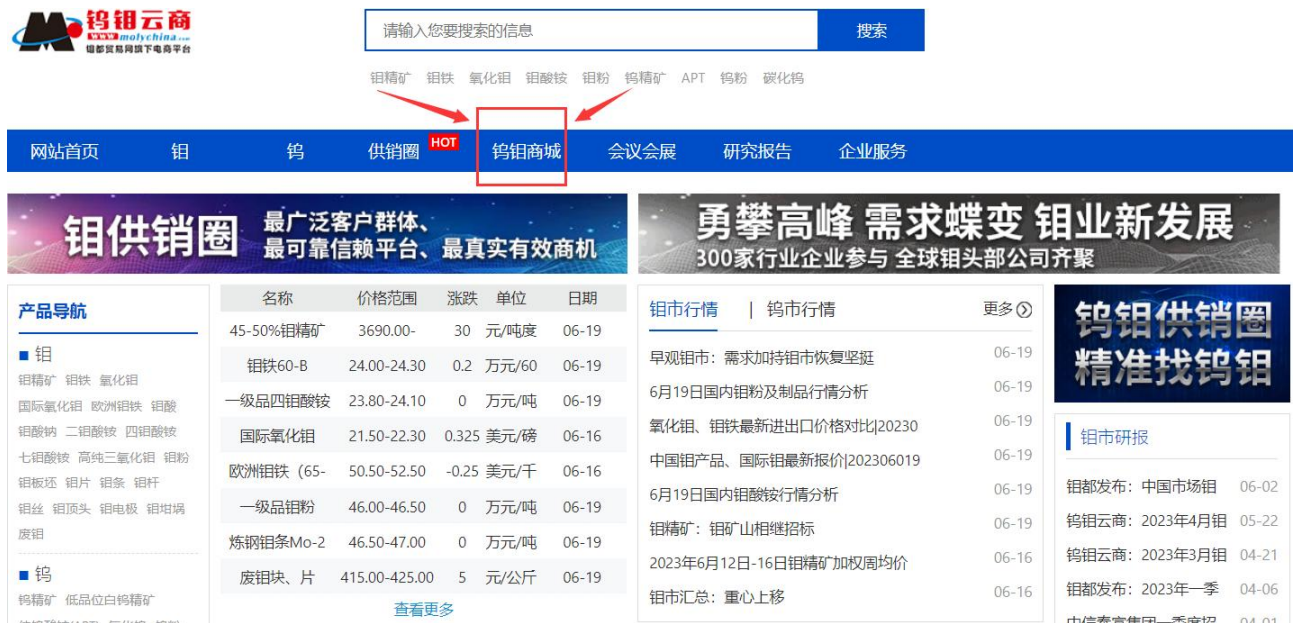 钨钼云商
www.molychina.com
钼都贸易网旗下电商平台
请输入您要搜索的信息
搜索
钼精矿 钼铁 氧化钼 钼酸铵 钼粉 钨精矿 APT 钨粉 碳化钨
网站首页 钼 钨 供销圈 HOT 钨钼商城 会议会展 研究报告 企业服务
钼供销圈
最广泛客户群体、
最可靠信赖平台、最真实有效商机
勇攀高峰 需求蝶变 钼业新发展
300家行业企业参与 全球钼头部公司齐聚
产品导航
钼
钼精矿 钼铁 氧化钼
国际氧化钼 欧洲钼铁 钼酸
钼酸钠 二钼酸铵 四钼酸铵
七钼酸铵 高纯三氧化钼 钼粉
钼板坯 钼片 钼条 钼杆
钼丝 钼顶头 钼电极 钼坩埚
废钼
钨
钨精矿 低品位白钨精矿
名称 价格范围 涨跌 单位 日期
45-50%钼精矿 3690.00- 30 元/吨度 06-19
钼铁60-B 24.00-24.30 0.2 万元/60 06-19
一级品四钼酸铵 23.80-24.10 0 万元/吨 06-19
国际氧化钼 21.50-22.30 0.325 美元/磅 06-16
欧洲钼铁（65- 50.50-52.50 -0.25 美元/千 06-16
一级品钼粉 46.00-46.50 0 万元/吨 06-19
炼钢钼条Mo-2 46.50-47.00 0 万元/吨 06-19
废钼块、片 415.00-425.00 5 元/公斤 06-19
查看更多
钼市行情 | 钨市行情 更多
早观钼市：需求加持钼市恢复坚挺 06-19
6月19日国内钼粉及制品行情分析 06-19
氧化钼、钼铁最新进出口价格对比|20230 06-19
中国钼产品、国际钼最新报价|202306019 06-19
6月19日国内钼酸铵行情分析 06-19
钼精矿：钼矿山相继招标 06-19
2023年6月12日-16日钼精矿加权周均价 06-16
钼市汇总：重心上移 06-16
钨钼供销圈
精准找钨钼
钼市研报
钼都发布：中国市场钼 06-02
钨钼云商：2023年4月钼 05-22
钨钼云商：2023年3月钼 04-21
钼都发布：2023年一季 04-06